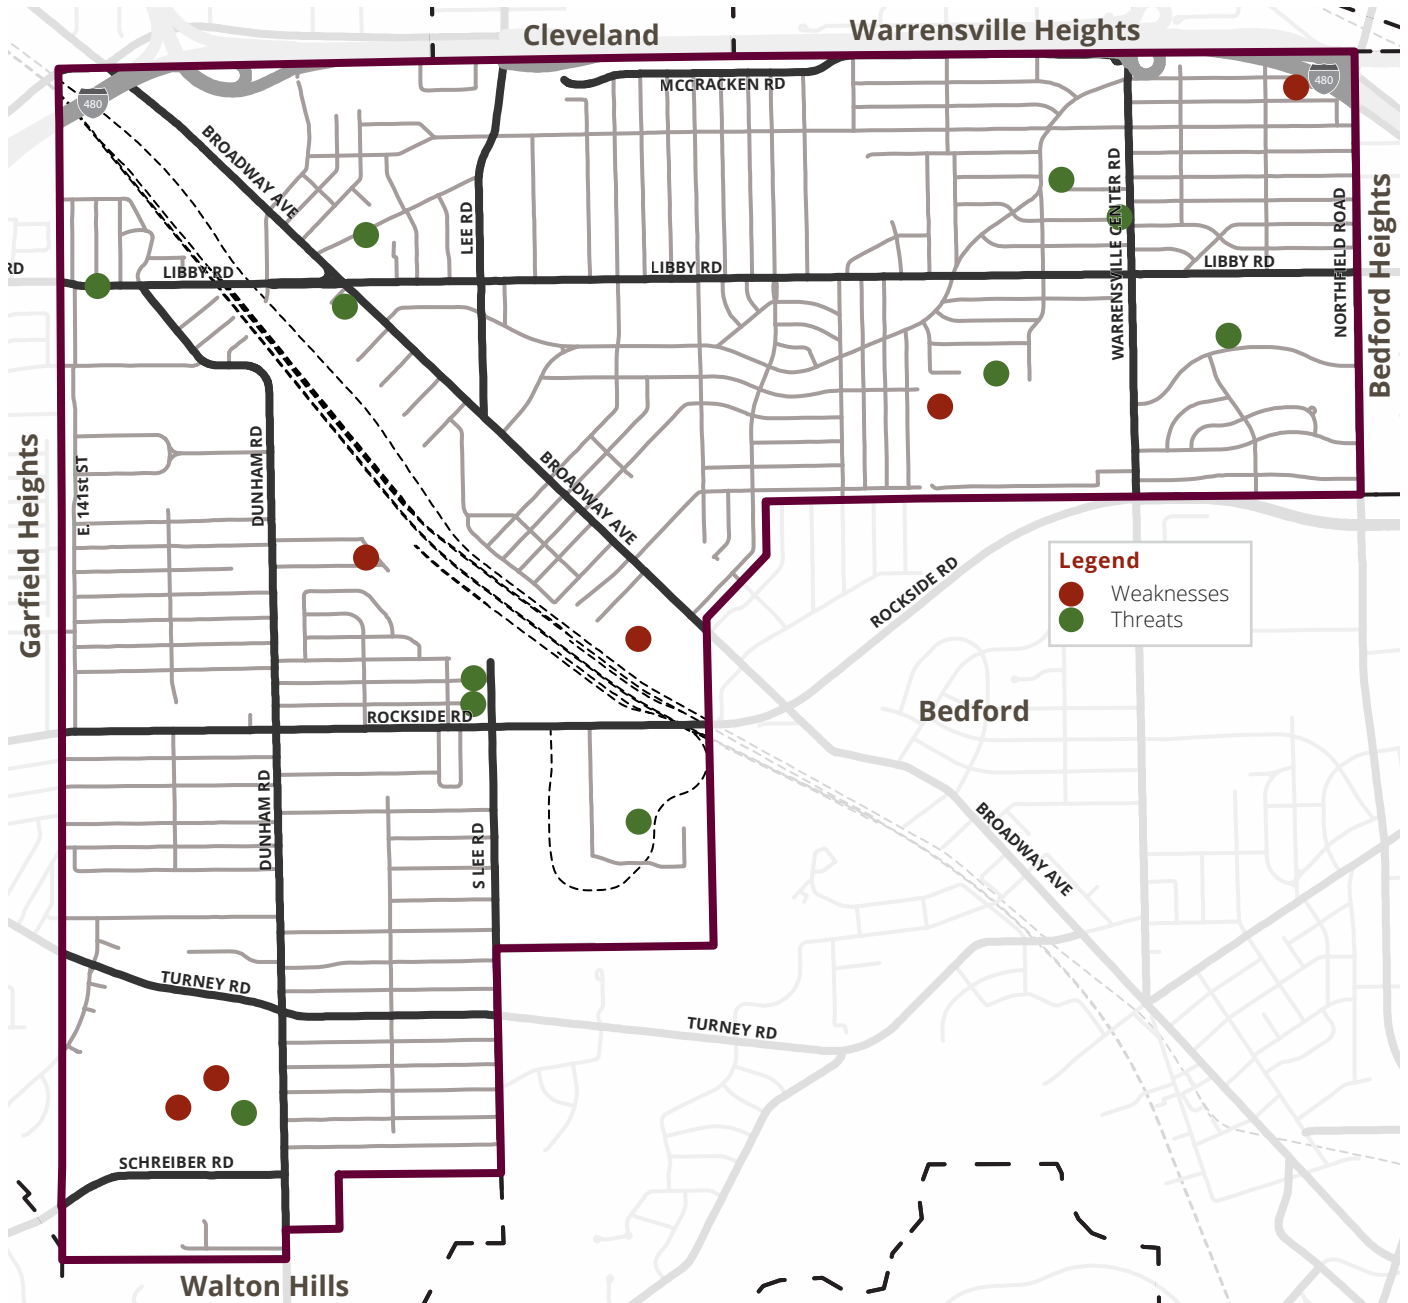 Cleveland
Warrensville Heights
MCCRACKEN RD
480
480
BROADWAY AVE
LEE RD
WARRENSVILLE CENTER RD
NORTHFIELD ROAD
Bedford Heights
RD
LIBBY RD
LIBBY RD
LIBBY RD
Garfield Heights
E. 141st ST
DUNHAM RD
BROADWAY AVE
ROCKSIDE RD
Legend
Weaknesses
Threats
ROCKSIDE RD
Bedford
DUNHAM RD
S LEE RD
BROADWAY AVE
TURNEY RD
TURNEY RD
SCHREIBER RD
Walton Hills